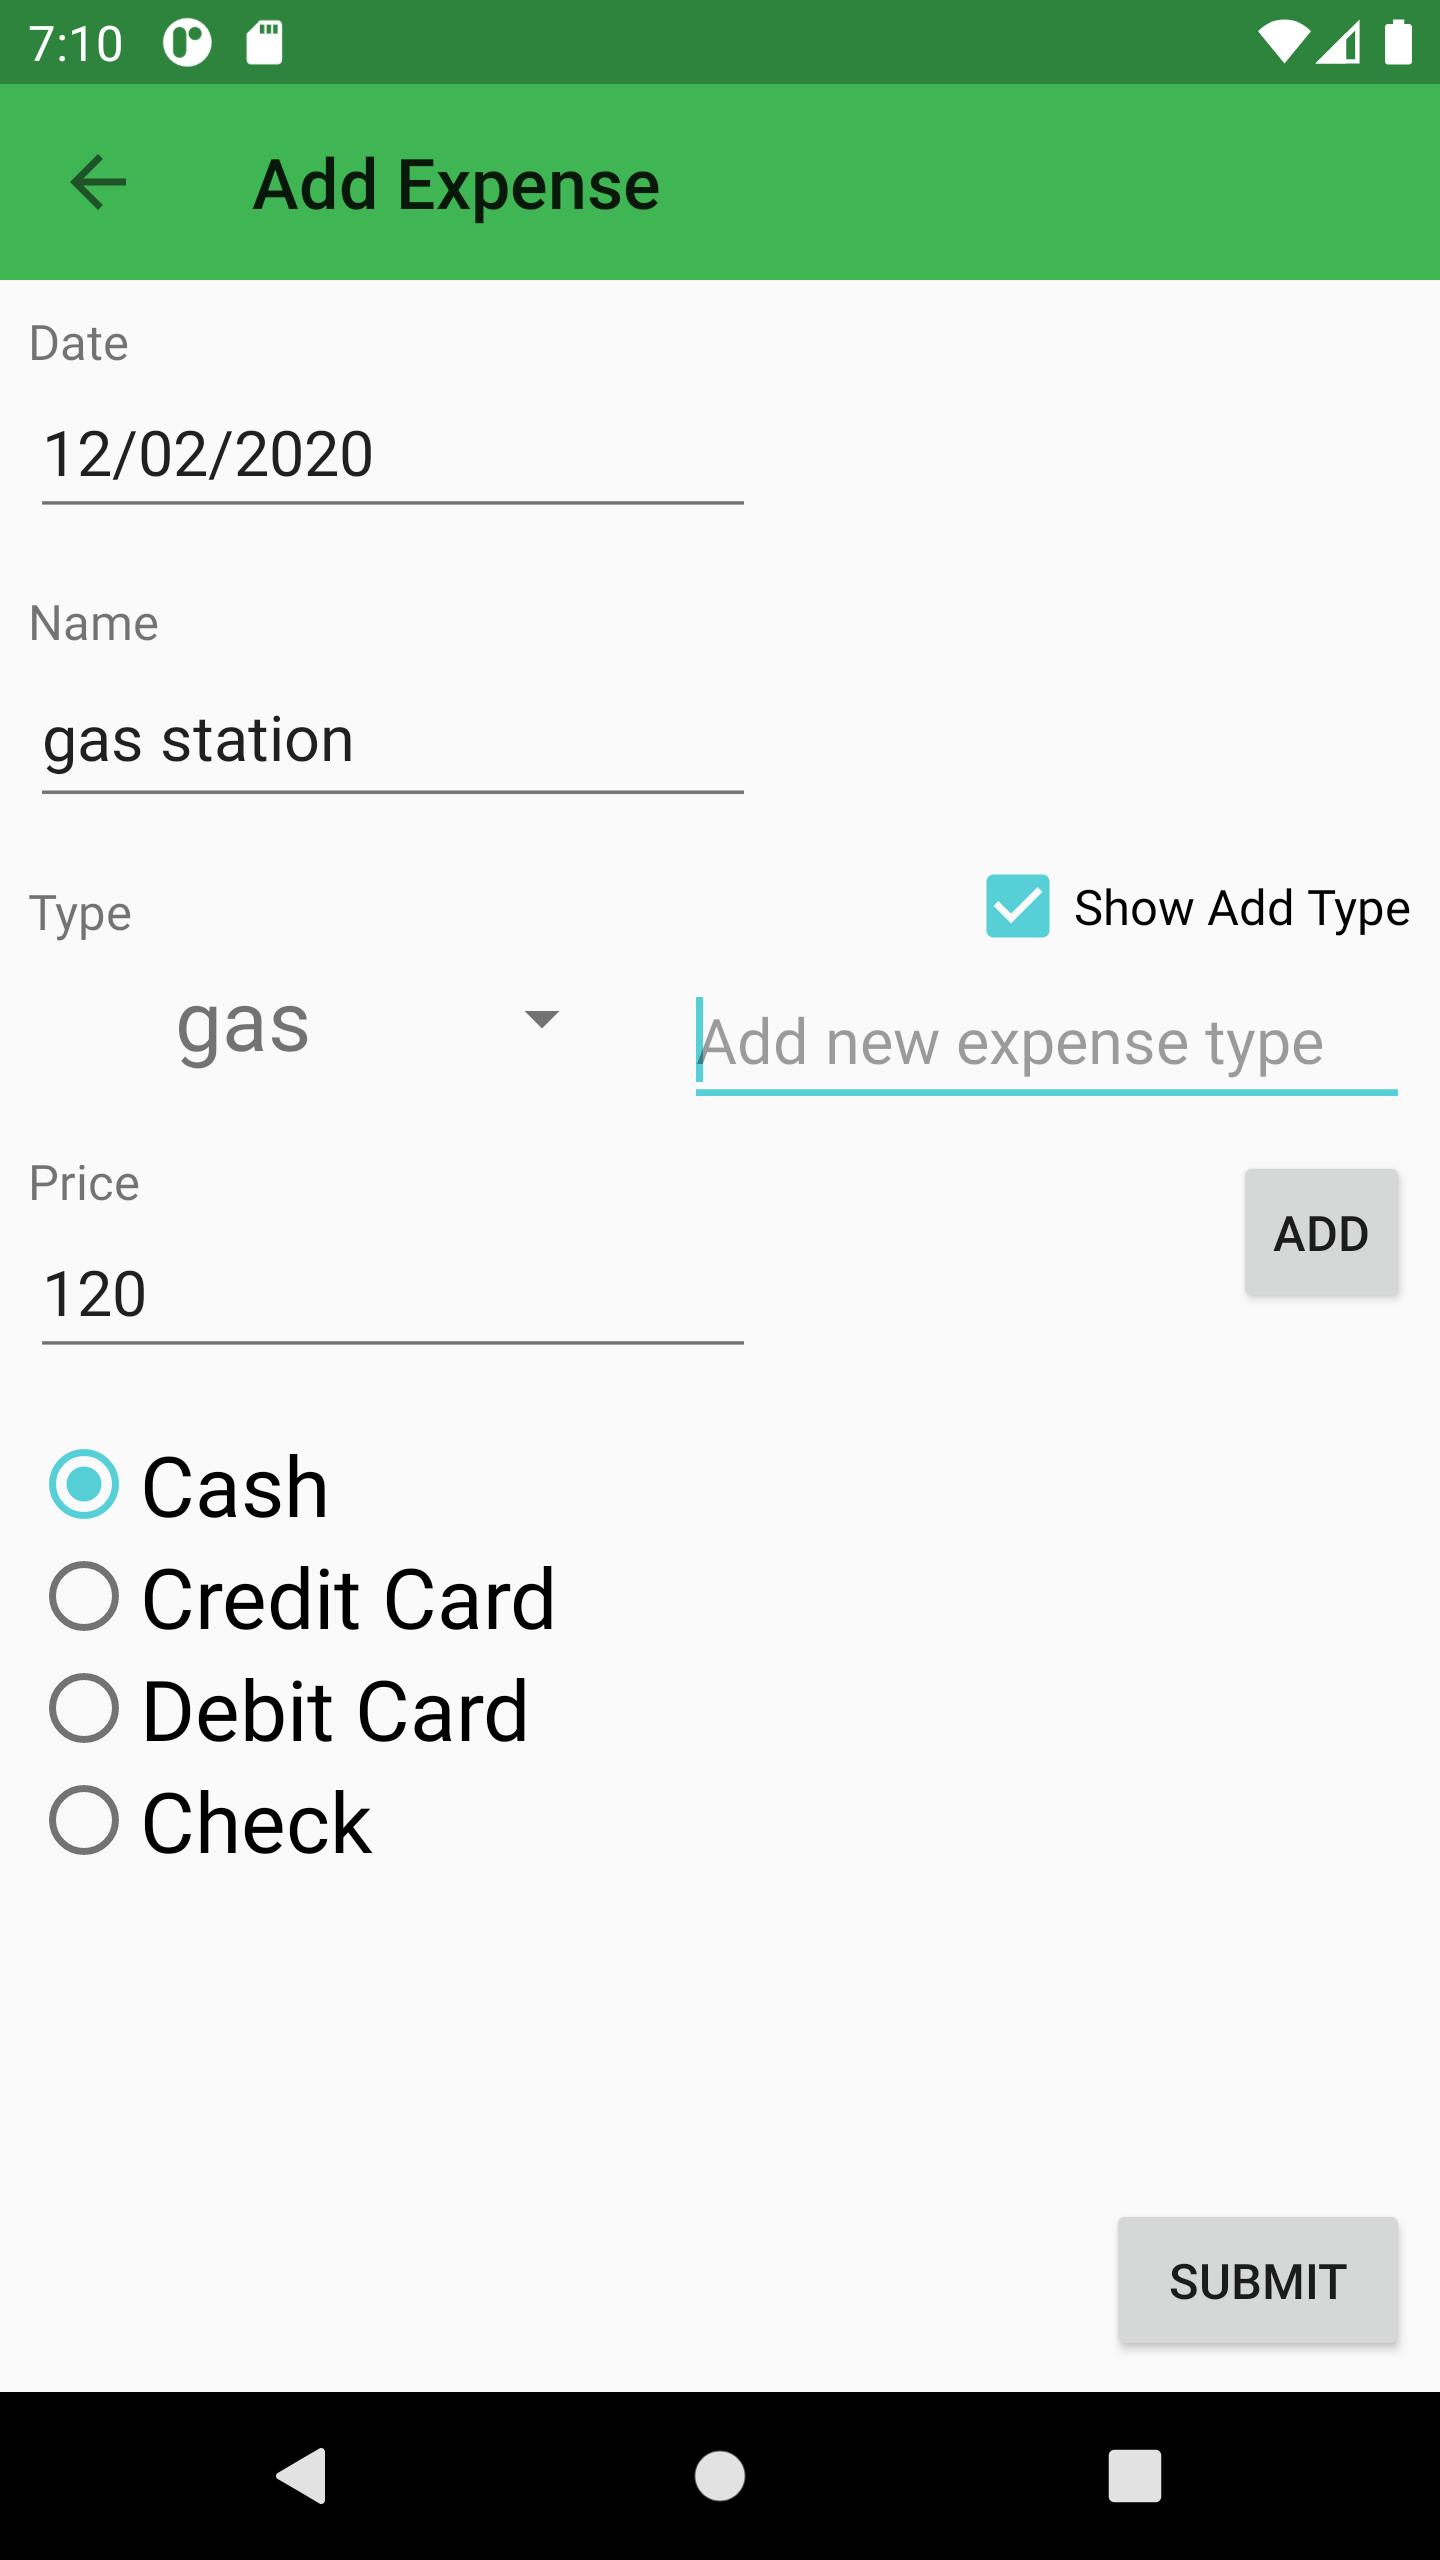 7:10
Add Expense
Date
12/02/2020
Name
gas station
Type
Show Add Type
gas
Add new expense type
Price
ADD
120
Cash
Credit Card
Debit Card
Check
SUBMIT